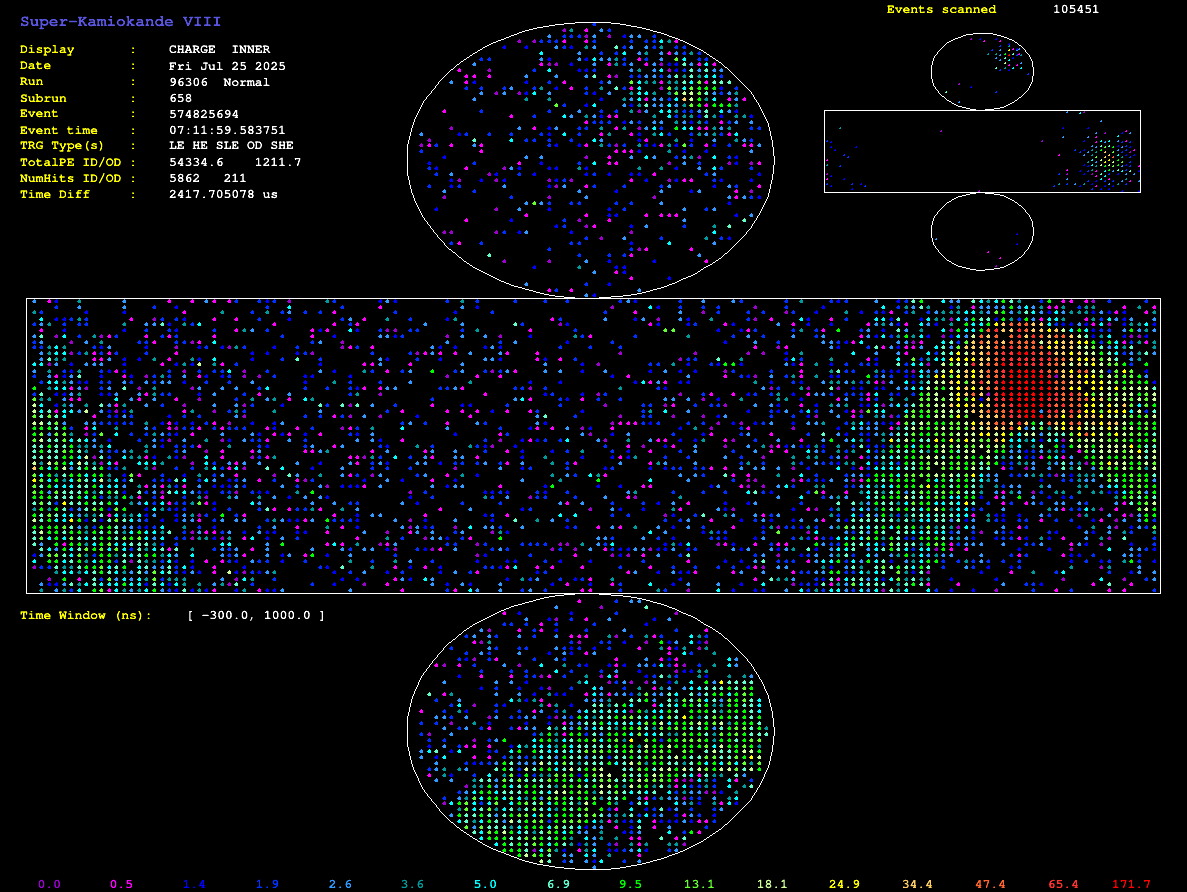 Super-Kamiokande VIII
Events scanned 105451
Display : CHARGE INNER
Date : Fri Jul 25 2025
Run : 96306 Normal
Subrun : 658
Event : 574825694
Event time : 07:11:59.583751
TRG Type(s) : LE HE SLE OD SHE
TotalPE ID/OD : 54334.6 1211.7
NumHits ID/OD : 5862 211
Time Diff : 2417.705078 us
Time Window (ns): [ -300.0, 1000.0 ]
0.0 0.5 1.4 1.9 2.6 3.6 5.0 6.9 9.5 13.1 18.1 24.9 34.4 47.4 65.4 171.7